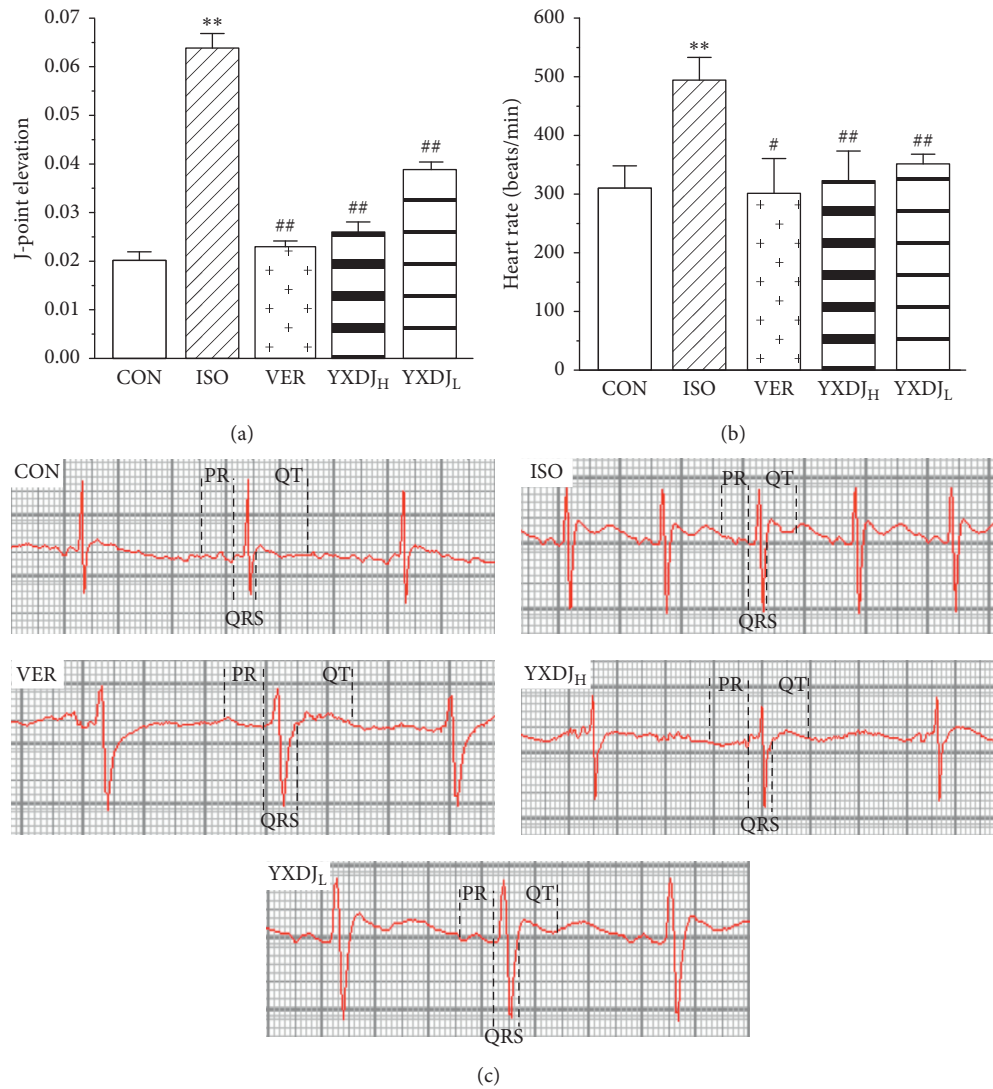 0.07
0.06
0.05
0.04
0.03
0.02
0.01
0.00
J-point elevation
**
##
##
##
CON ISO VER YXDJH YXDJL
(a)
600
500
400
300
200
100
0
Heart rate (beats/min)
**
#
##
##
CON ISO VER YXDJH YXDJL
(b)
CON
PR QT
QRS
ISO
PR QT
QRS
VER
PR QT
QRS
YXDJH
PR QT
QRS
YXDJL
PR QT
QRS
(c)